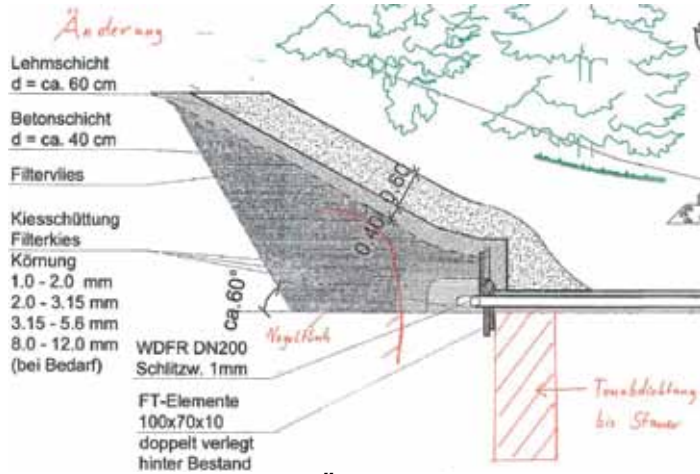 Änderung
Lehmschicht
d = ca. 60 cm
Betonschicht
d = ca. 40 cm
Filtervlies
Kiesschüttung
Filterkies
Körnung
1.0 - 2.0 mm
2.0 - 3.15 mm
3.15 - 5.6 mm
8.0 - 12.0 mm
(bei Bedarf)
0.60
0.40
ca.60°
Nagelfluh
WDFR DN200
Schlitzw. 1mm
FT-Elemente
100x70x10
doppelt verlegt
hinter Bestand
Tonabdichtung
bis Stauer